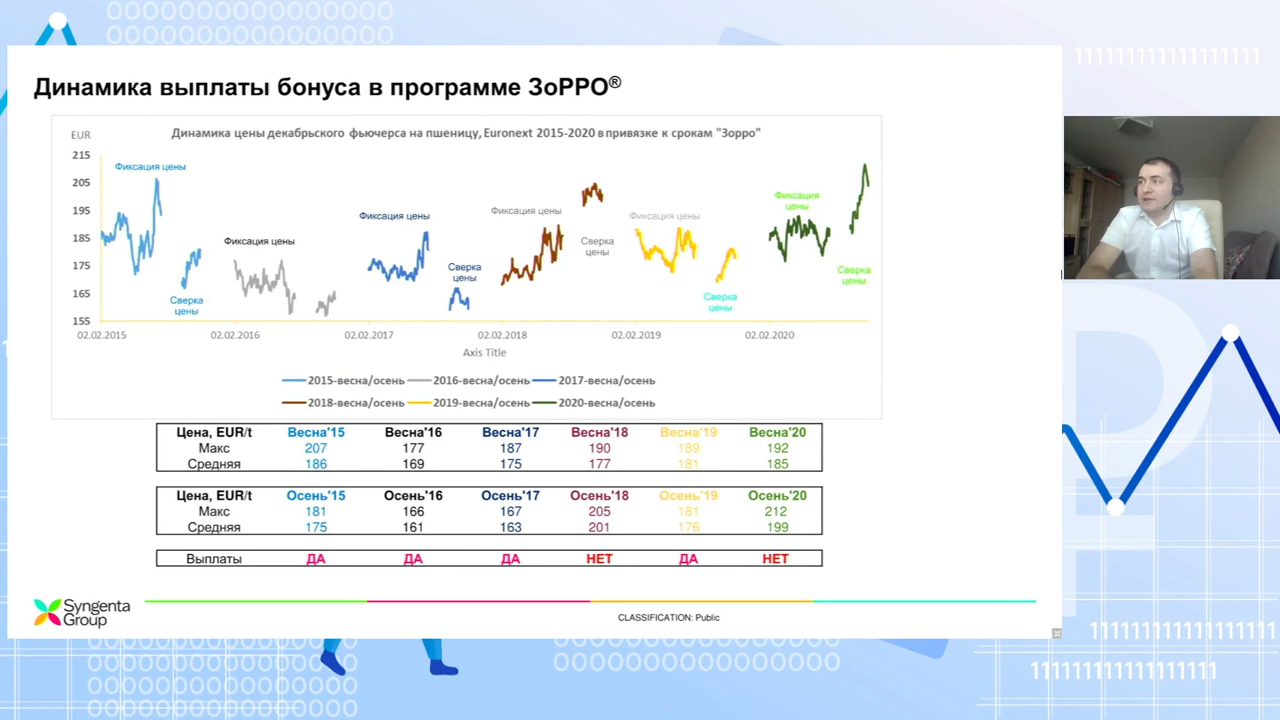 Динамика выплаты бонуса в программе ЗоРРО®
EUR
Динамика цены декабрьского фьючерса на пшеницу, Euronext 2015-2020 в привязке к срокам "Зорро"
215
205
195
185
175
165
155
Фиксация цены
Сверка
цены
Фиксация цены
Фиксация цены
Сверка
цены
Фиксация цены
Сверка
цены
Фиксация цены
Сверка
цены
Фиксация
цены
Сверка
цены
02.02.2015 02.02.2016 02.02.2017 02.02.2018 02.02.2019 02.02.2020
Axis Title
2015-весна/осень 2016-весна/осень 2017-весна/осень
2018-весна/осень 2019-весна/осень 2020-весна/осень
Цена, EUR/t Весна'15 Весна'16 Весна'17 Весна'18 Весна'19 Весна'20
Макс 207 177 187 190 189 192
Средняя 186 169 175 177 181 185
Цена, EUR/t Осень'15 Осень'16 Осень'17 Осень'18 Осень'19 Осень'20
Макс 181 166 167 205 181 212
Средняя 175 161 163 201 176 199
Выплаты ДА ДА ДА НЕТ ДА НЕТ
Syngenta
Group
CLASSIFICATION: Public